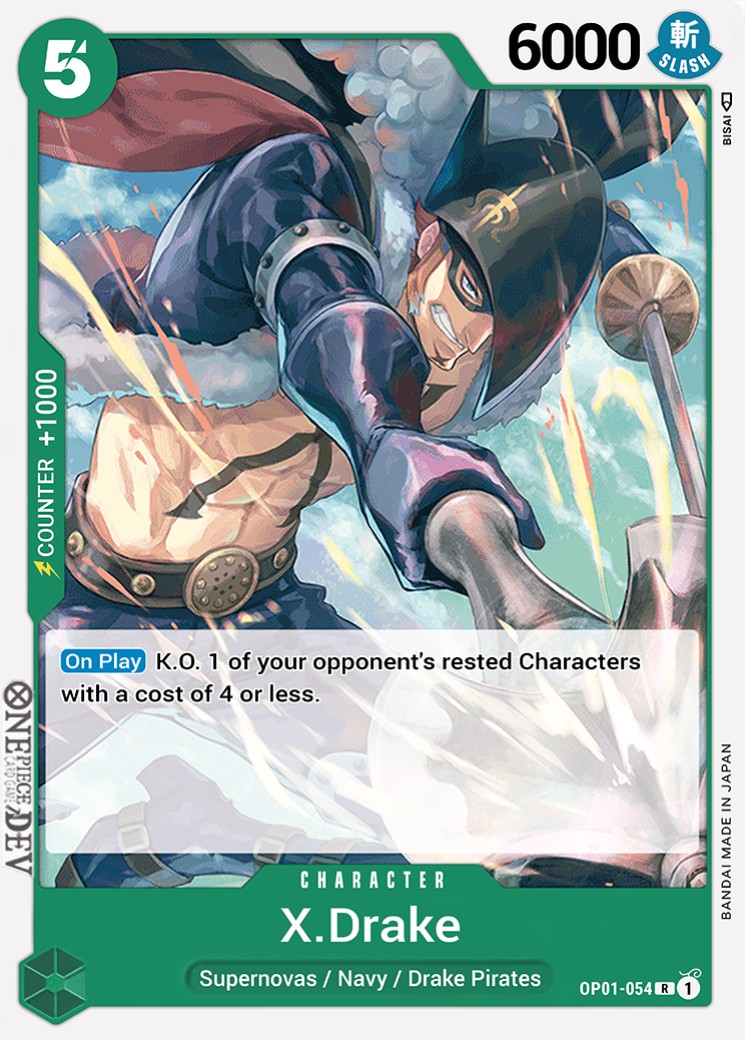 5
6000
斬
SLASH
BISAI
COUNTER +1000
On Play K.O. 1 of your opponent's rested Characters
with a cost of 4 or less.
ONE PIECE
CARD GAME
/DEV
BANDAI MADE IN JAPAN
CHARACTER
X.Drake
Supernovas / Navy / Drake Pirates
OP01-054 R 1